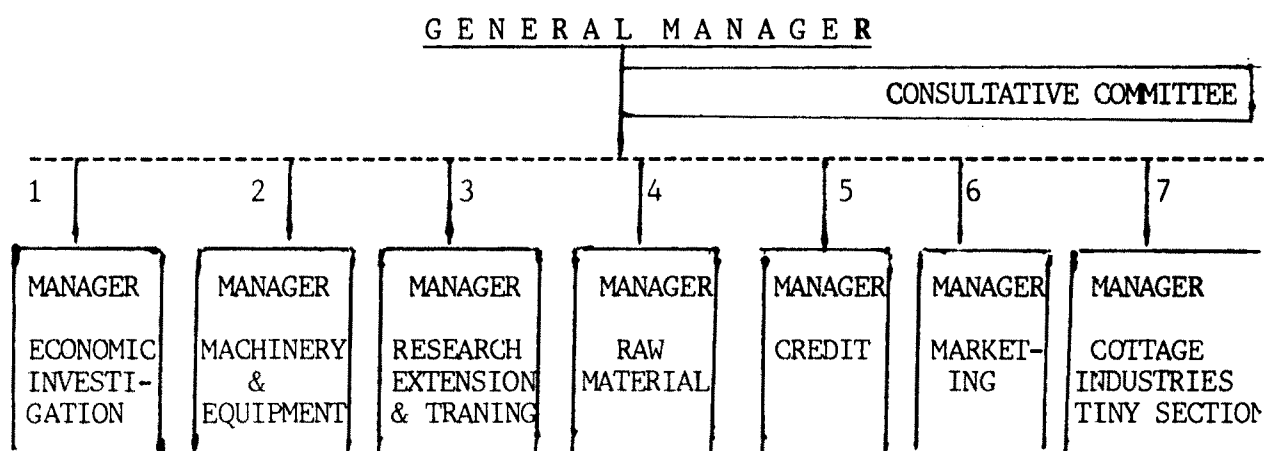 GENERAL MANAGER
CONSULTATIVE COMMITTEE
1 2 3 4 5 6 7
MANAGER
ECONOMIC
INVESTI-
GATION
MANAGER
MACHINERY
&
EQUIPMENT
MANAGER
RESEARCH
EXTENSION
& TRANING
MANAGER
RAW
MATERIAL
MANAGER
CREDIT
MANAGER
MARKET-
ING
MANAGER
COTTAGE
INDUSTRIES
TINY SECTION